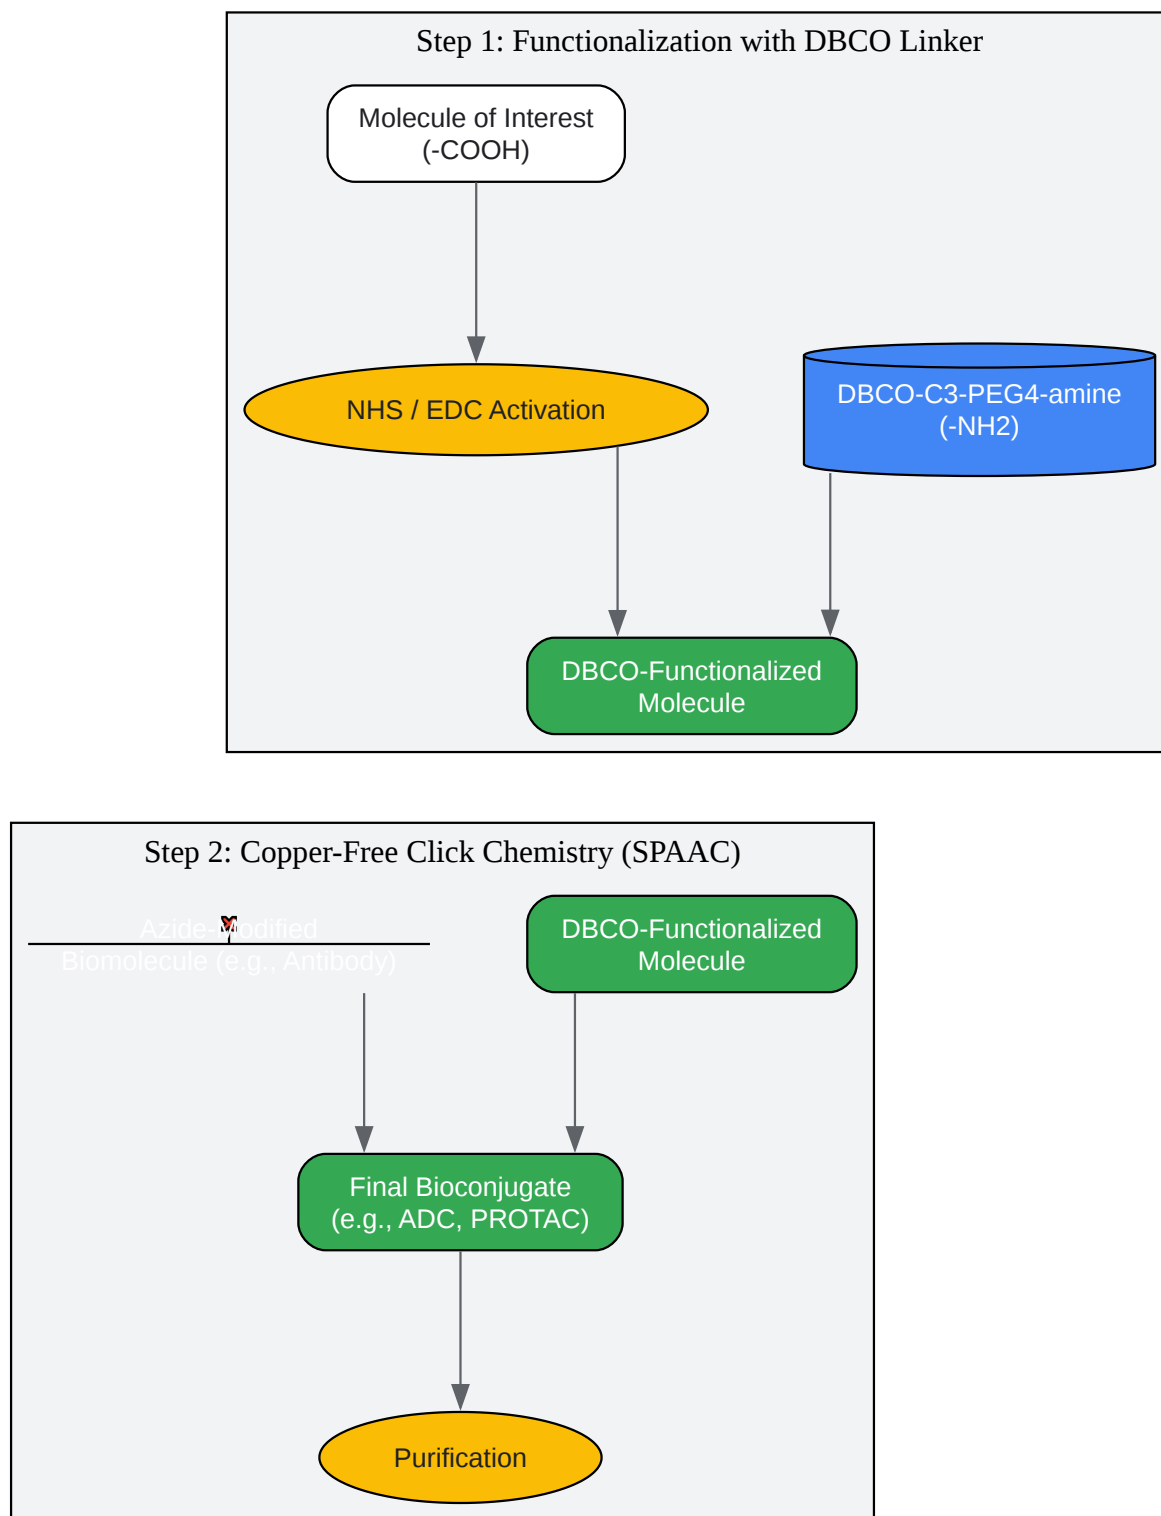 Step 1: Functionalization with DBCO Linker
Molecule of Interest
(-COOH)
NHS / EDC Activation
DBCO-C3-PEG4-amine
(-NH2)
DBCO-Functionalized
Molecule
Step 2: Copper-Free Click Chemistry (SPAAC)
Azide-Modified
Biomolecule (e.g., Antibody)
DBCO-Functionalized
Molecule
Final Bioconjugate
(e.g., ADC, PROTAC)
Purification